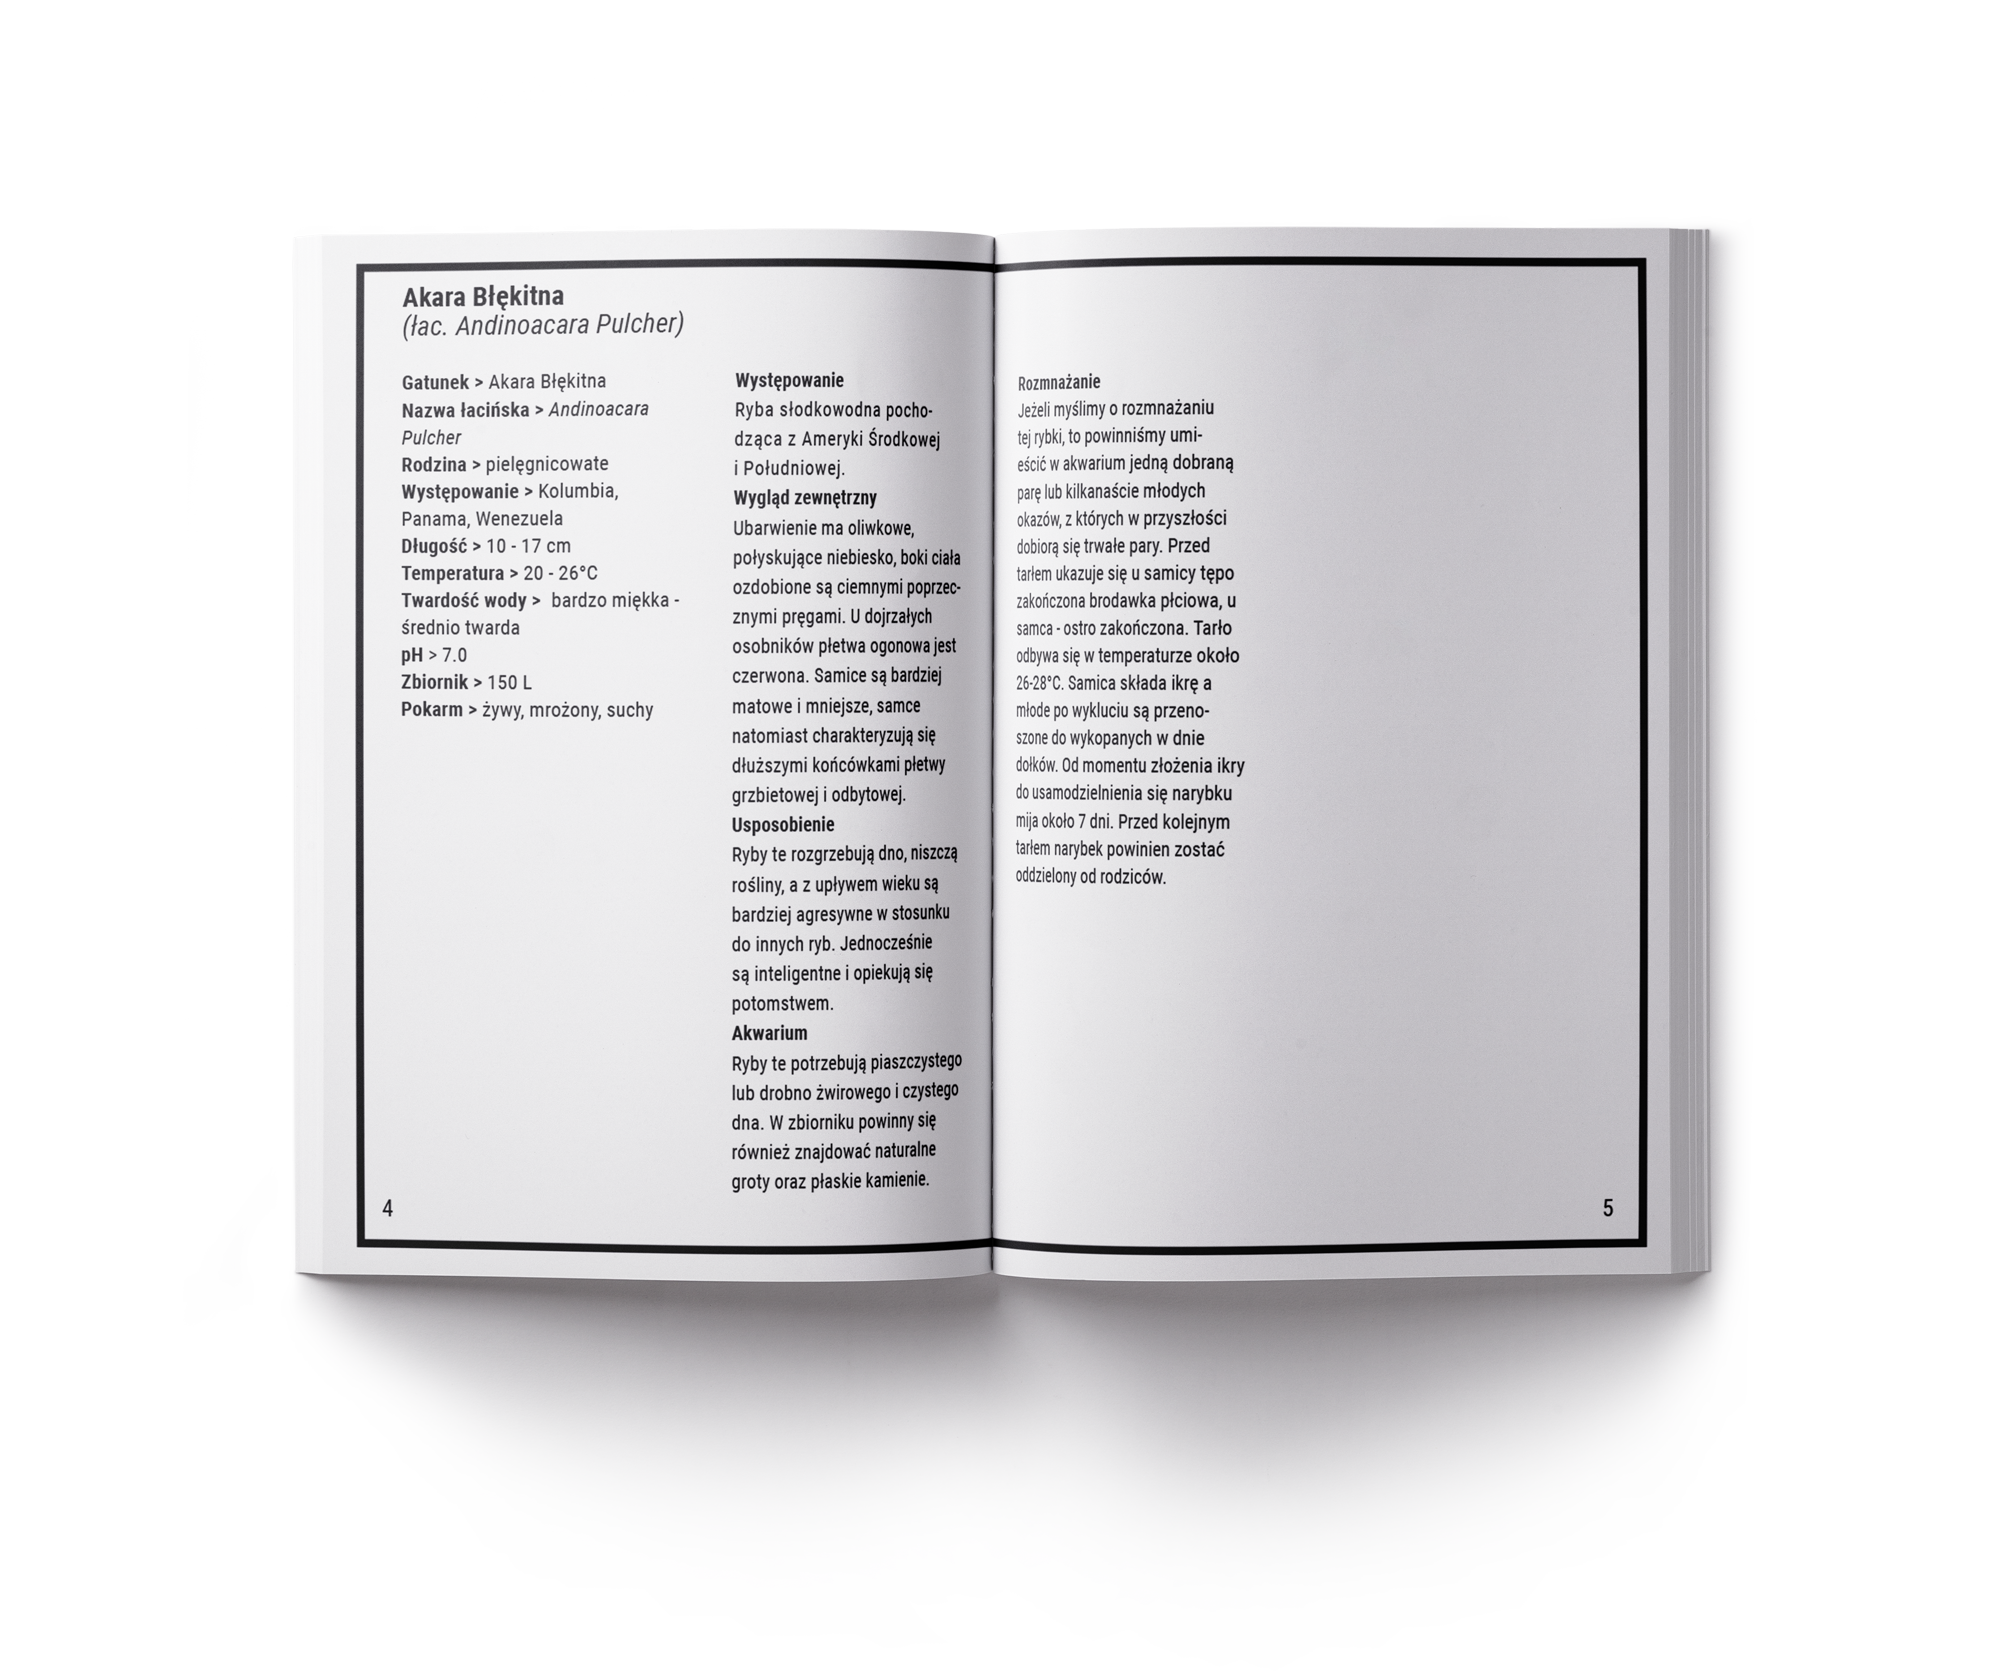 Akara Błękitna
(łac. Andinoacara Pulcher)
Gatunek > Akara Błękitna
Nazwa łacińska > Andinoacara
Pulcher
Rodzina > pielęgnicowate
Występowanie > Kolumbia,
Panama, Wenezuela
Długość > 10 - 17 cm
Temperatura > 20 - 26°C
Twardość wody > bardzo miękka -
średnio twarda
pH > 7.0
Zbiornik > 150 L
Pokarm > żywy, mrożony, suchy
Występowanie
Ryba słodkowodna pocho-
dząca z Ameryki Środkowej
i Południowej.
Wygląd zewnętrzny
Ubarwienie ma oliwkowe,
połyskujące niebiesko, boki ciała
ozdobione są ciemnymi poprzec-
znymi pręgami. U dojrzałych
osobników płetwa ogonowa jest
czerwona. Samice są bardziej
matowe i mniejsze, samce
natomiast charakteryzują się
dłuższymi końcówkami płetwy
grzbietowej i odbytowej.
Usposobienie
Ryby te rozgrzebują dno, niszczą
rośliny, a z upływem wieku są
bardziej agresywne w stosunku
do innych ryb. Jednocześnie
są inteligentne i opiekują się
potomstwem.
Akwarium
Ryby te potrzebują piaszczystego
lub drobno żwirowego i czystego
dna. W zbiorniku powinny się
również znajdować naturalne
groty oraz płaskie kamienie.
4
Rozmnażanie
Jeżeli myślimy o rozmnażaniu
tej rybki, to powinniśmy umi-
eścić w akwarium jedną dobraną
parę lub kilkanaście młodych
okazów, z których w przyszłości
dobiorą się trwałe pary. Przed
tarłem ukazuje się u samicy tępo
zakończona brodawka płciowa, u
samca - ostro zakończona. Tarło
odbywa się w temperaturze około
26-28°C. Samica składa ikrę a
młode po wykluciu są przeno-
szone do wykopanych w dnie
dołków. Od momentu złożenia ikry
do usamodzielnienia się narybku
mija około 7 dni. Przed kolejnym
tarłem narybek powinien zostać
oddzielony od rodziców.
5